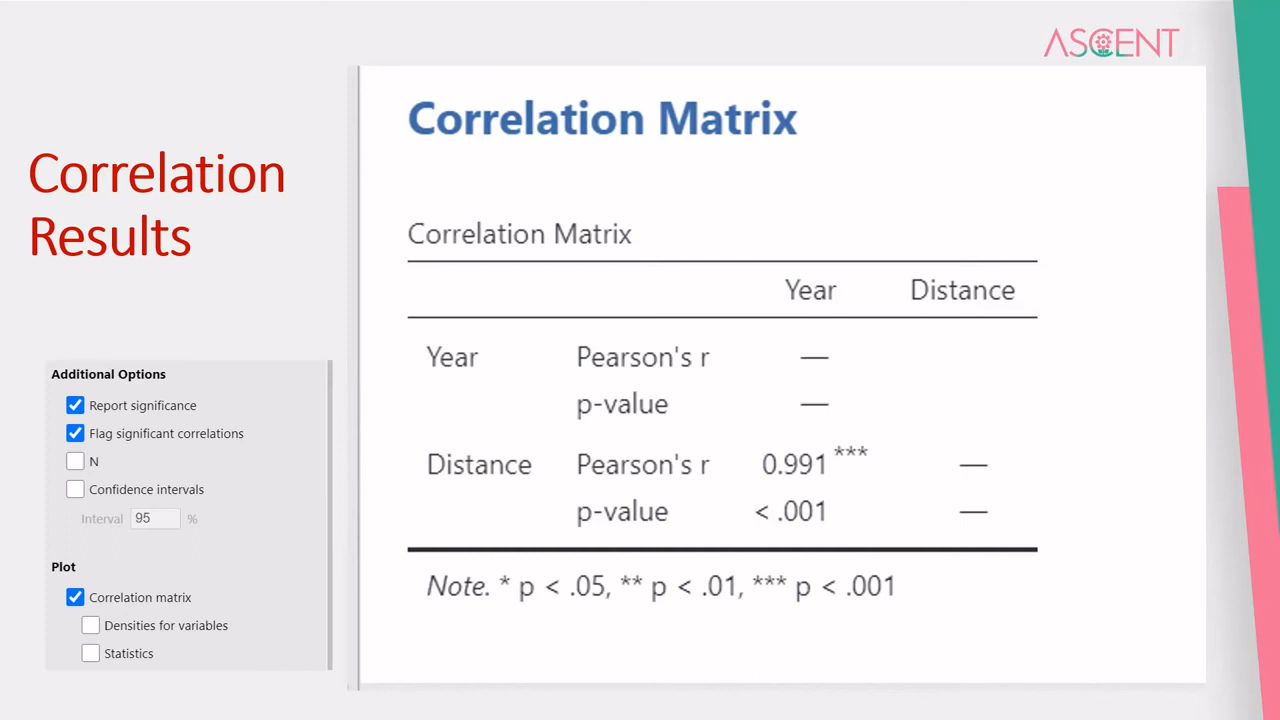 ASCENT
Correlation
Results
Correlation Matrix
Correlation Matrix
Year Distance
Year Pearson's r —
p-value —
Distance Pearson's r 0.991 *** —
p-value < .001 —
Note. * p < .05, ** p < .01, *** p < .001
Additional Options
Report significance
Flag significant correlations
N
Confidence intervals
Interval 95 %
Plot
Correlation matrix
Densities for variables
Statistics